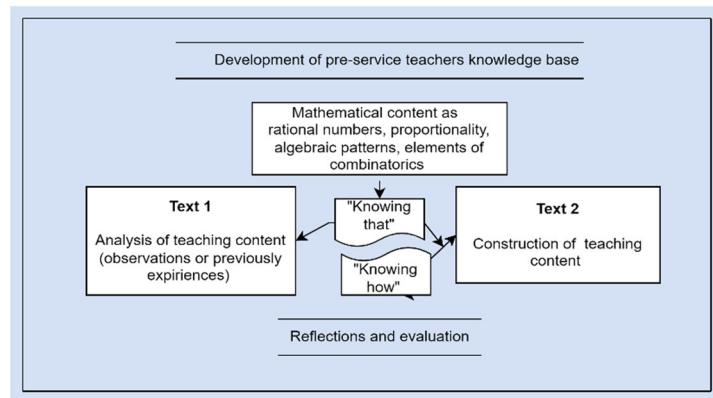 Development of pre-service teachers knowledge base
Mathematical content as
rational numbers, proportionality,
algebraic patterns, elements of
combinatorics
Text 1
Analysis of teaching content
(observations or previously
expiriences)
"Knowing
that"
"Knowing
how"
Text 2
Construction of teaching
content
Reflections and evaluation